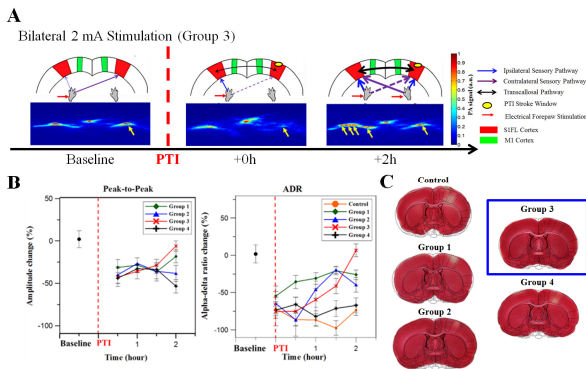 A
Bilateral 2 mA Stimulation (Group 3)
Baseline
PTI
+0h
+2h
PA signal (a.u.)
1
0.9
0.8
0.7
0.6
0.5
0.4
0.3
0.2
0.1
0
Ipsilateral Sensory Pathway
Contralateral Sensory Pathway
Transcallosal Pathway
PTI Stroke Window
Electrical Forepaw Stimulation
S1FL Cortex
M1 Cortex
B
Peak-to-Peak
Amplitude change (%)
50
0
-50
-100
Group 1
Group 2
Group 3
Group 4
Baseline
PTI
1
2
Time (hour)
ADR
Alpha-delta ratio change (%)
50
0
-50
-100
Control
Group 1
Group 2
Group 3
Group 4
Baseline
PTI
1
2
Time (hour)
C
Control
Group 1
Group 2
Group 3
Group 4